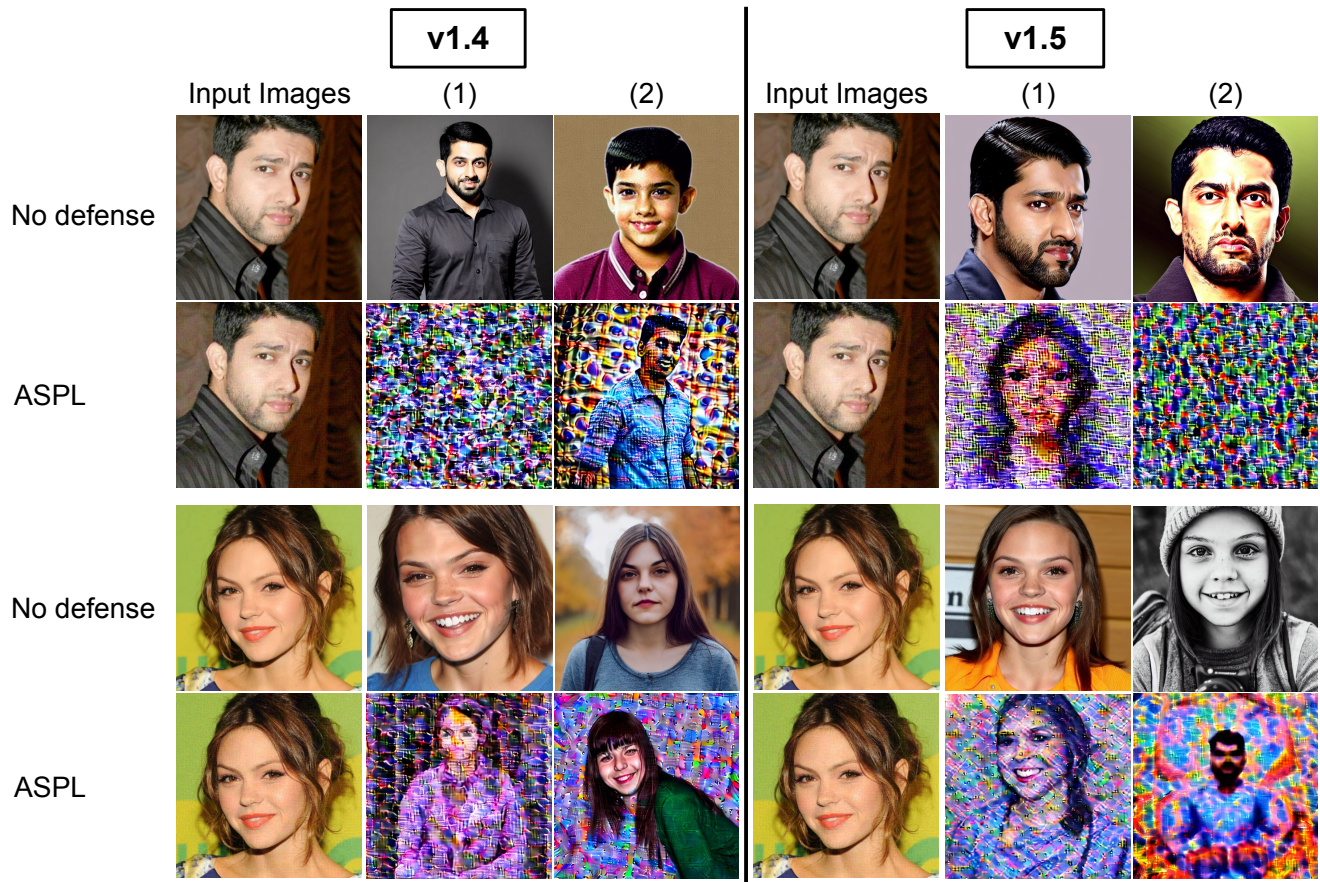 v1.4
v1.5
Input Images (1) (2)
Input Images (1) (2)
No defense
ASPL
No defense
ASPL